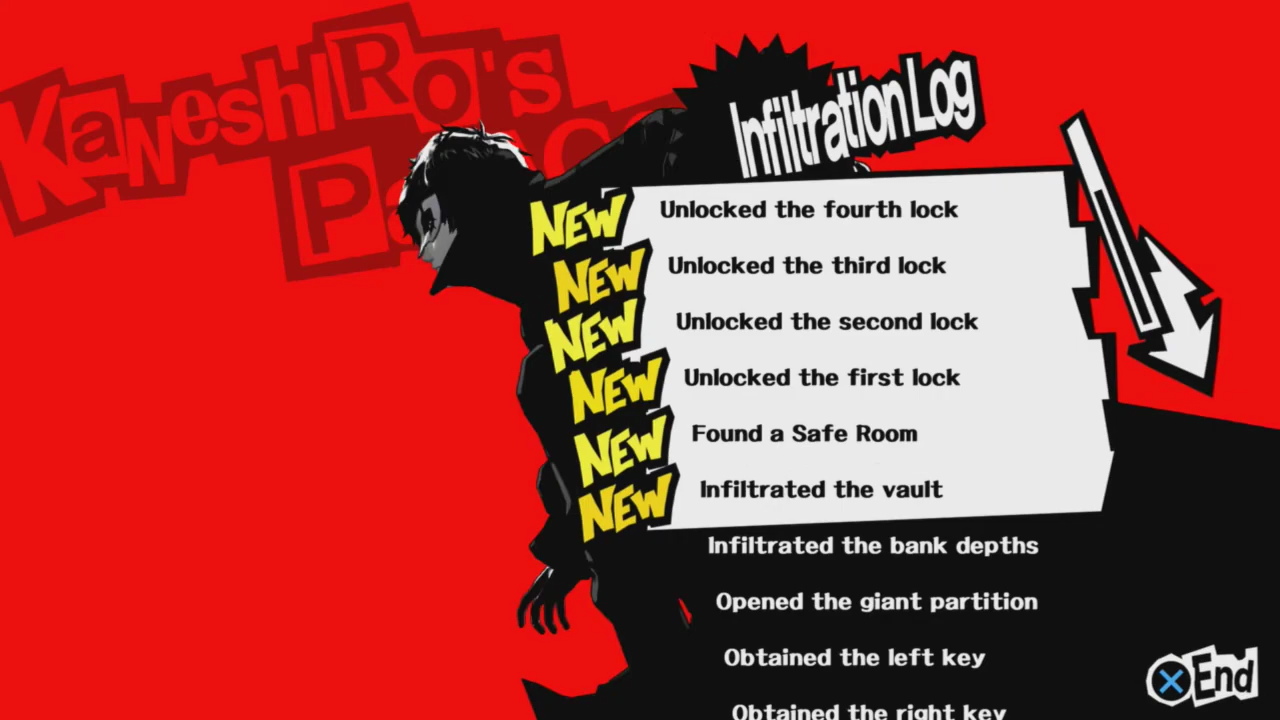 KaNeshIRo's
Pa
Infiltration Log
NEW Unlocked the fourth lock
NEW Unlocked the third lock
NEW Unlocked the second lock
NEW Unlocked the first lock
NEW Found a Safe Room
NEW Infiltrated the vault
Infiltrated the bank depths
Opened the giant partition
Obtained the left key
Obtained the right key
End